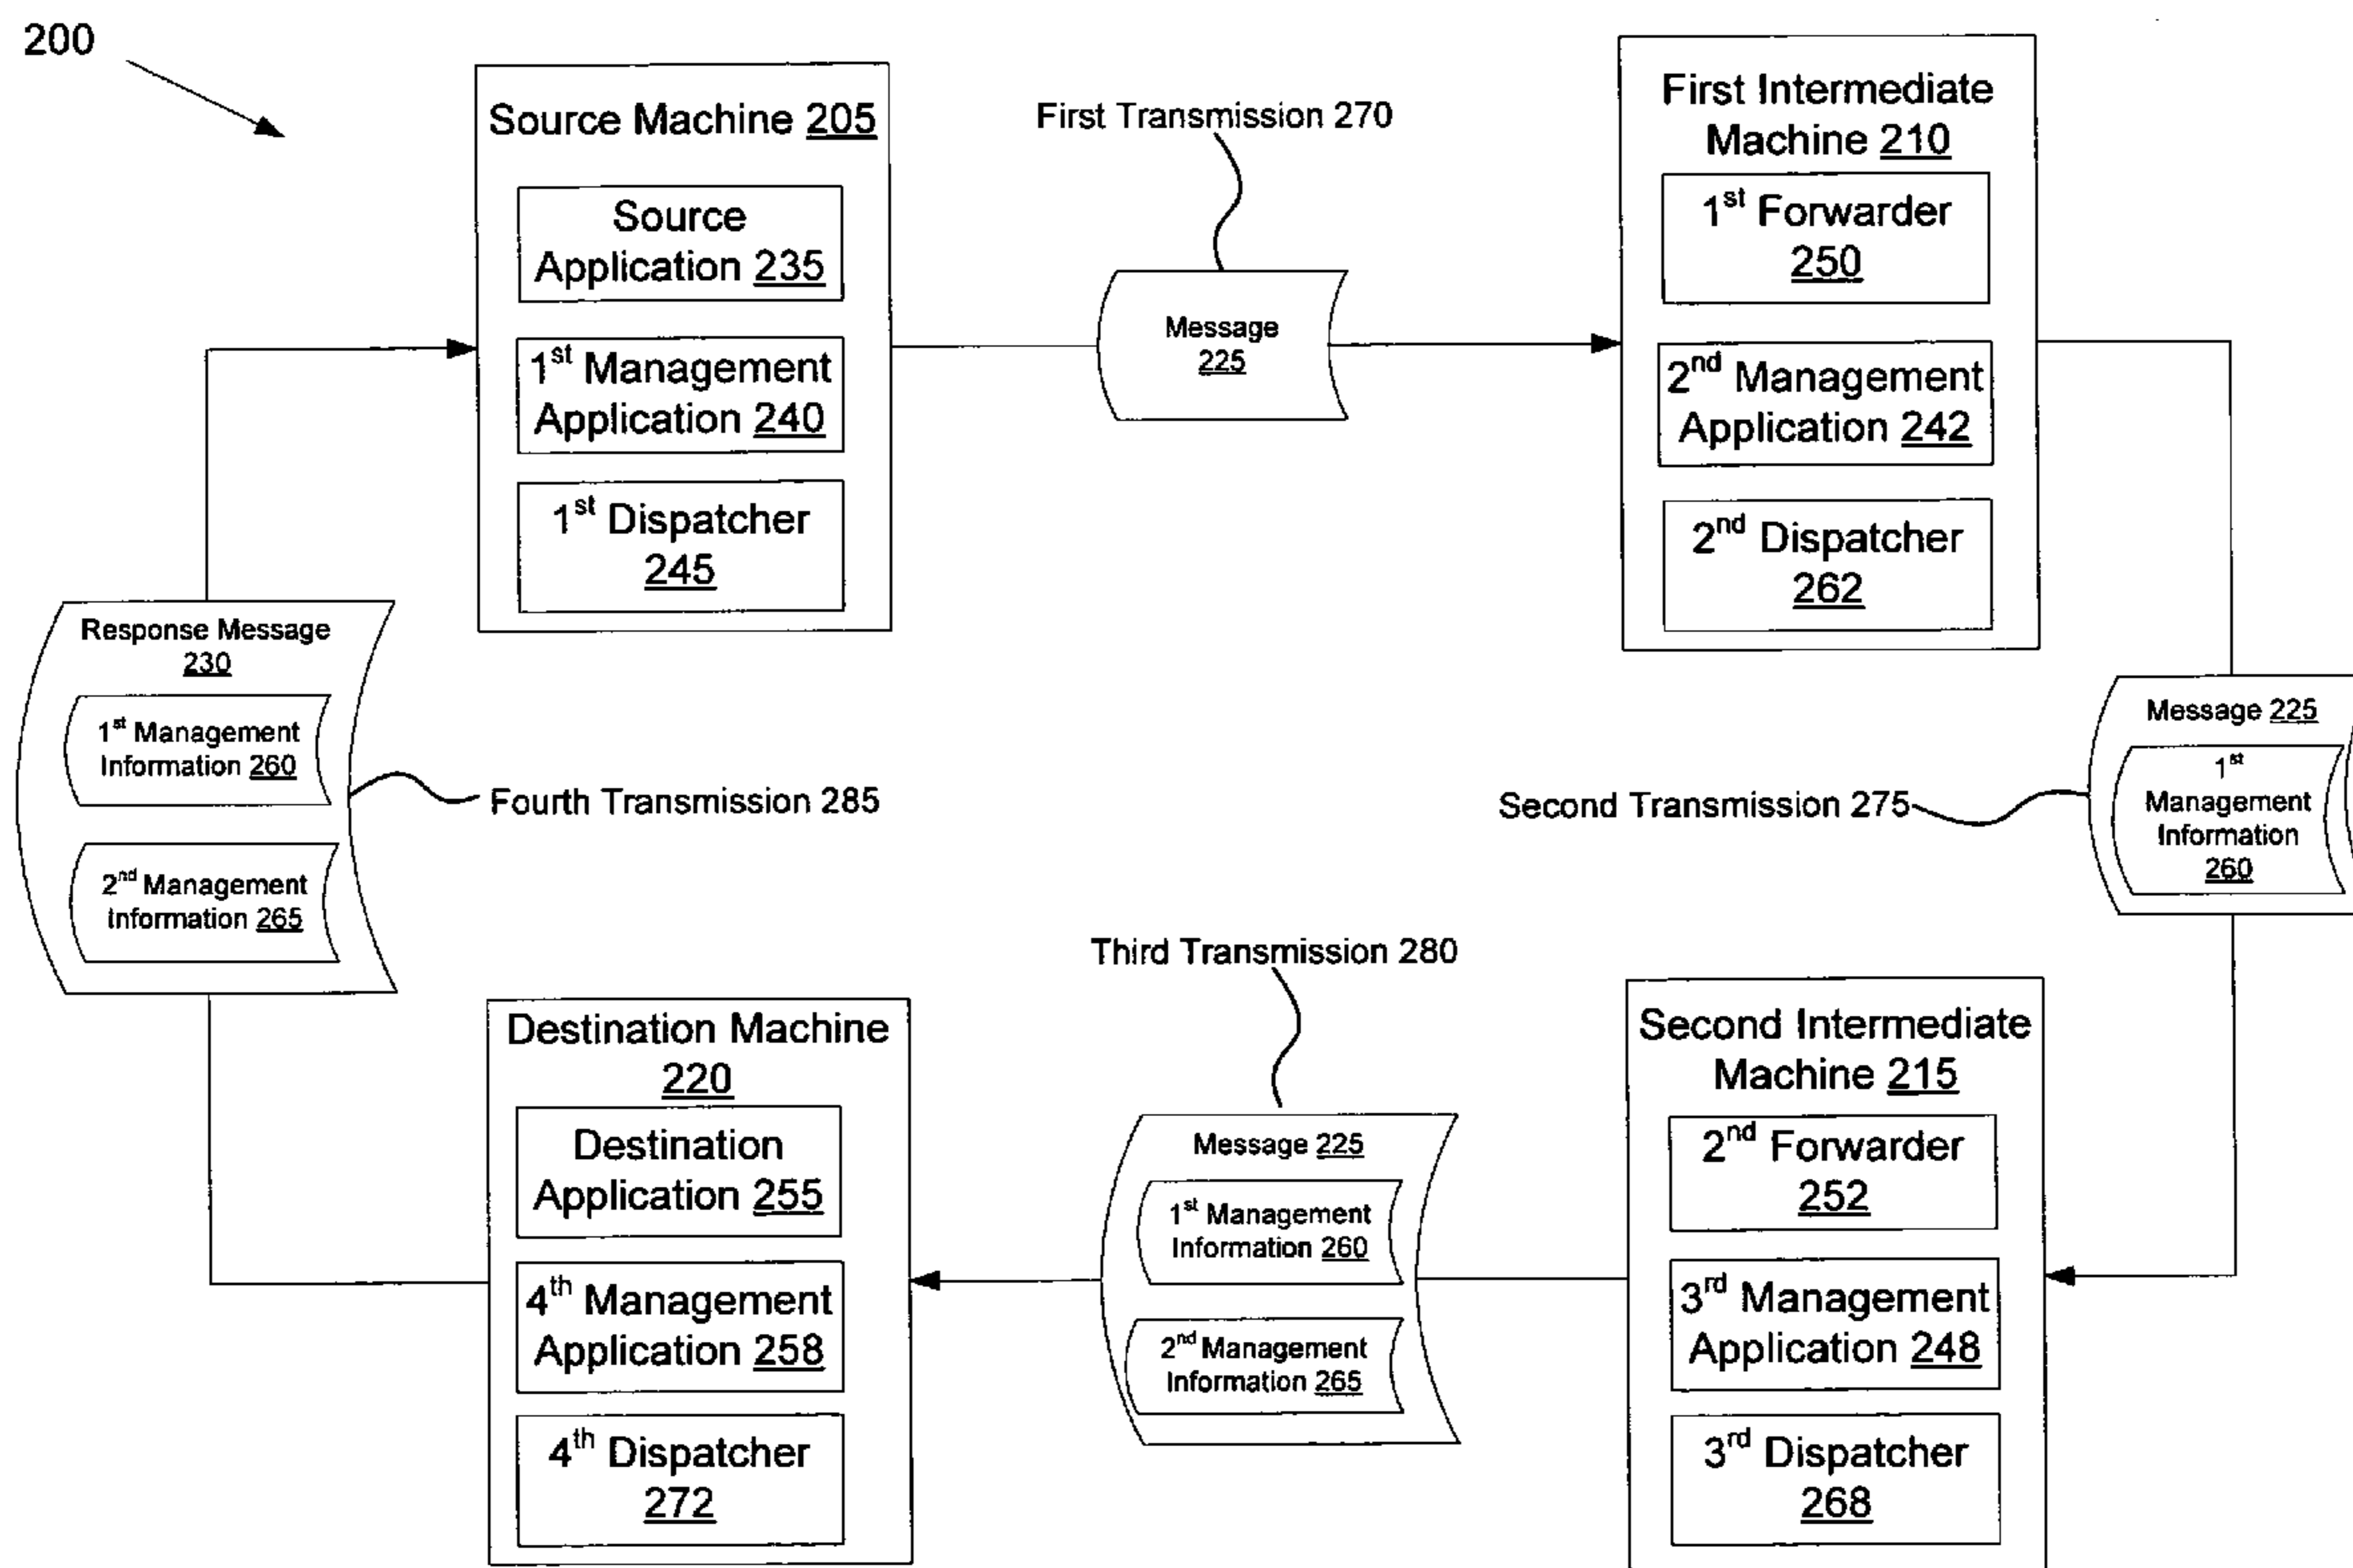 200
Source Machine 205
Source
Application 235
1st Management
Application 240
1st Dispatcher
245
First Transmission 270
Message
225
First Intermediate
Machine 210
1st Forwarder
250
2nd Management
Application 242
2nd Dispatcher
262
Response Message
230
1st Management
Information 260
2nd Management
Information 265
Fourth Transmission 285
Second Transmission 275
Message 225
1st
Management
Information
260
Third Transmission 280
Destination Machine
220
Destination
Application 255
4th Management
Application 258
4th Dispatcher
272
Message 225
1st Management
Information 260
2nd Management
Information 265
Second Intermediate
Machine 215
2nd Forwarder
252
3rd Management
Application 248
3rd Dispatcher
268